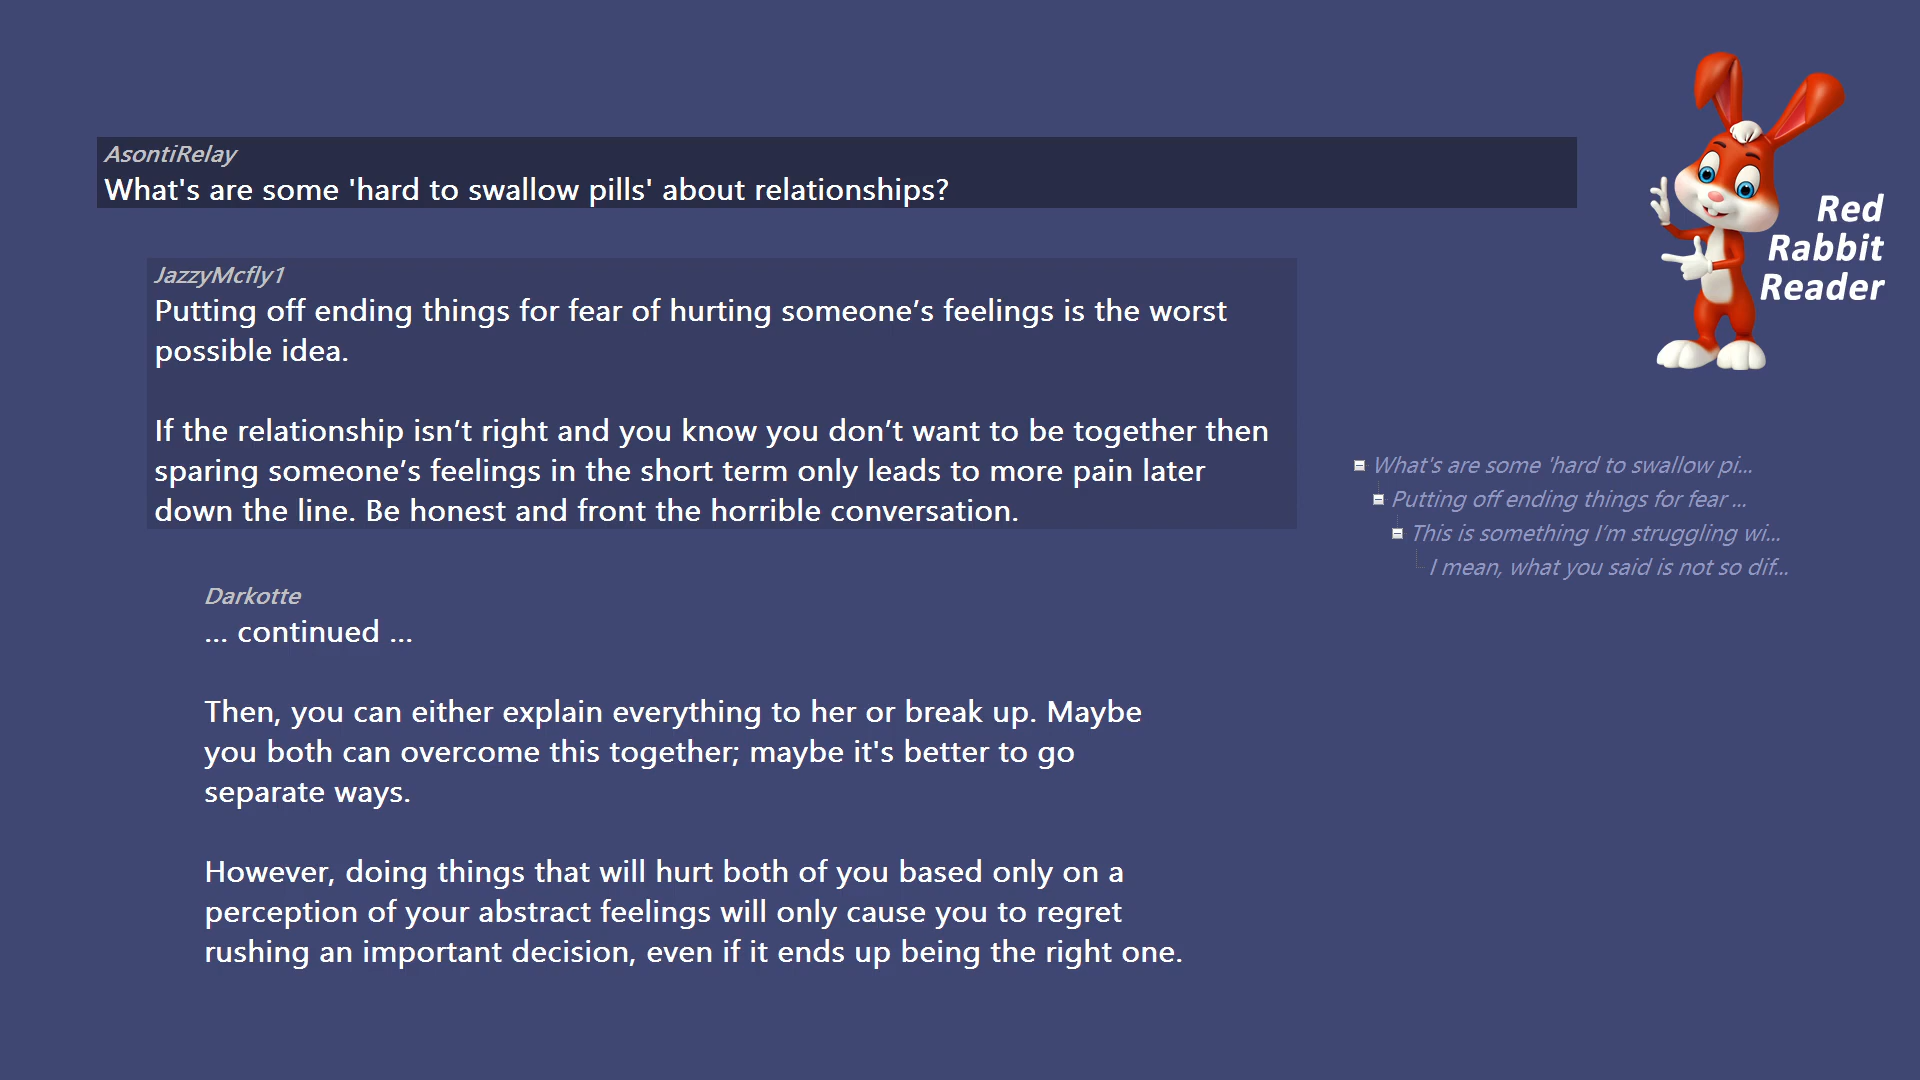 AsontiRelay
What's are some 'hard to swallow pills' about relationships?
JazzyMcfly1
Putting off ending things for fear of hurting someone’s feelings is the worst
possible idea.
If the relationship isn’t right and you know you don’t want to be together then
sparing someone’s feelings in the short term only leads to more pain later
down the line. Be honest and front the horrible conversation.
Darkotte
... continued ...
Then, you can either explain everything to her or break up. Maybe
you both can overcome this together; maybe it's better to go
separate ways.
However, doing things that will hurt both of you based only on a
perception of your abstract feelings will only cause you to regret
rushing an important decision, even if it ends up being the right one.
Red
Rabbit
Reader
What's are some 'hard to swallow pi...
Putting off ending things for fear ...
This is something I’m struggling wi...
I mean, what you said is not so dif...